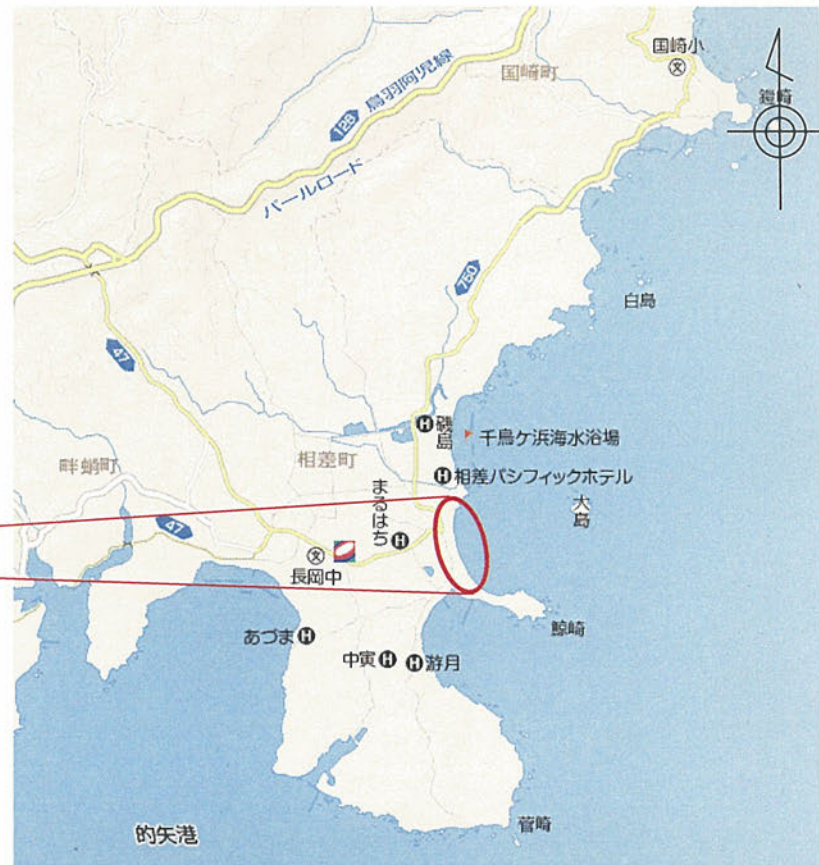 国崎小
文
国崎町
鳥羽阿児線
128
パールロード
鎧崎
750
白島
47
H 磯島
千鳥ケ浜海水浴場
相差町
畔蛸町
H 相差パシフィックホテル
大島
まるはち H
47
文
長岡中
鯨崎
あづま H
中寅 H
H 游月
菅崎
的矢港